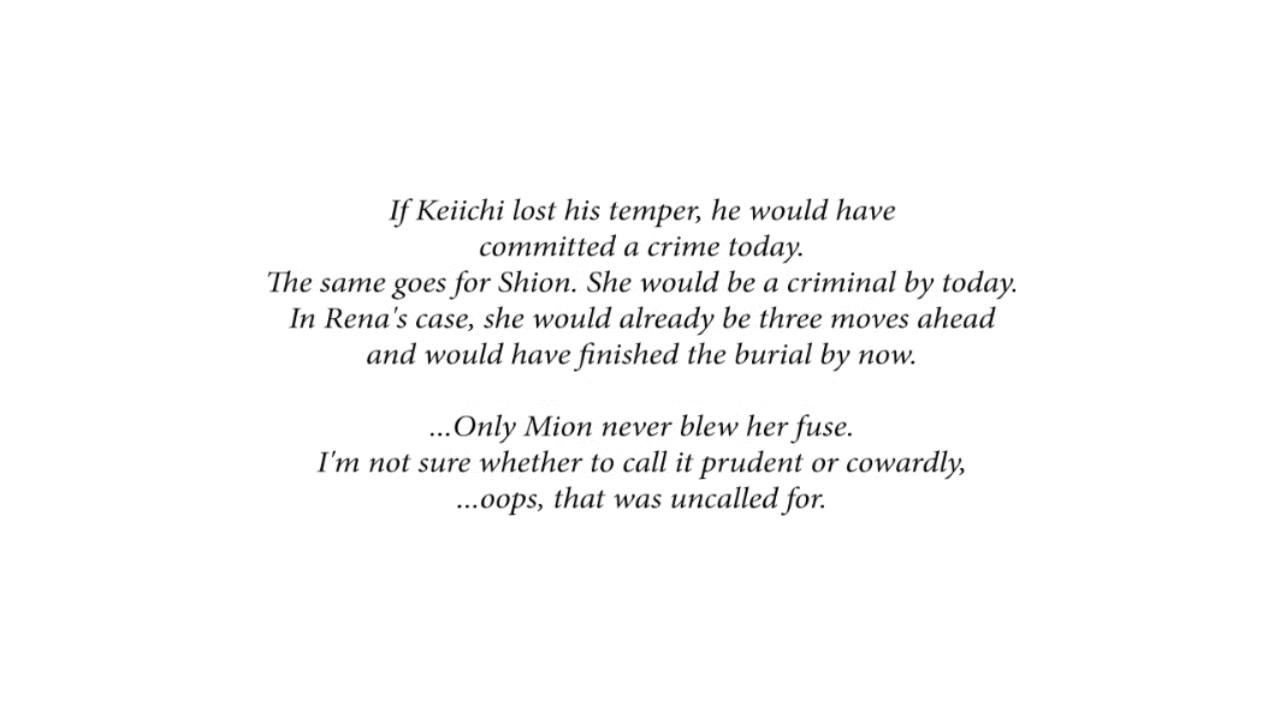 If Keiichi lost his temper, he would have
committed a crime today.
The same goes for Shion. She would be a criminal by today.
In Rena's case, she would already be three moves ahead
and would have finished the burial by now.
...Only Mion never blew her fuse.
I'm not sure whether to call it prudent or cowardly,
...oops, that was uncalled for.